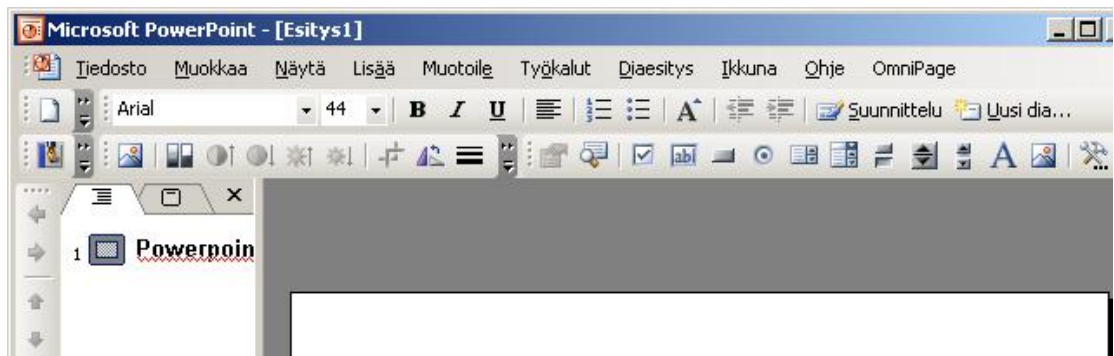 Microsoft PowerPoint - [Esitys1]
Tiedosto Muokkaa Näytä Lisää Muotoile Työkalut Diaesitys Ikkuna Ohje OmniPage
Arial 44 B I U A Suunnittelu Uusi dia...
ab A
1 Powerpoin